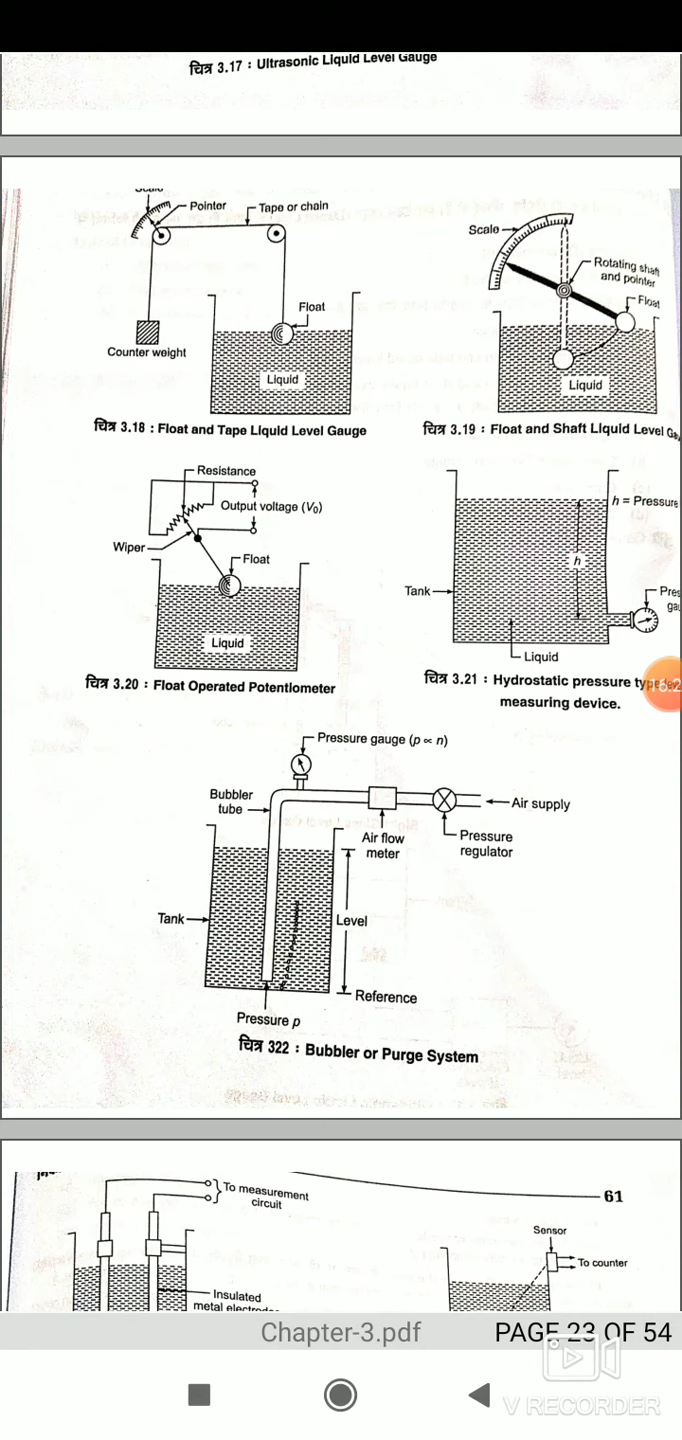 चित्र 3.17 : Ultrasonic Liquid Level Gauge
Pointer
Tape or chain
Float
Counter weight
Liquid
चित्र 3.18 : Float and Tape Liquid Level Gauge
Scale
Rotating shaft
and pointer
Float
Liquid
चित्र 3.19 : Float and Shaft Liquid Level
Resistance
Output voltage (V₀)
Wiper
Float
Liquid
चित्र 3.20 : Float Operated Potentiometer
h = Pressure
h
Tank
Liquid
चित्र 3.21 : Hydrostatic pressure type
measuring device.
Pressure gauge (p ∝ n)
Bubbler
tube
Air supply
Air flow
meter
Pressure
regulator
Tank
Level
Reference
Pressure p
चित्र 322 : Bubbler or Purge System
61
To measurement
circuit
Sensor
To counter
Insulated
metal
Chapter-3.pdf
PAGE 23 OF 54
V RECORDER